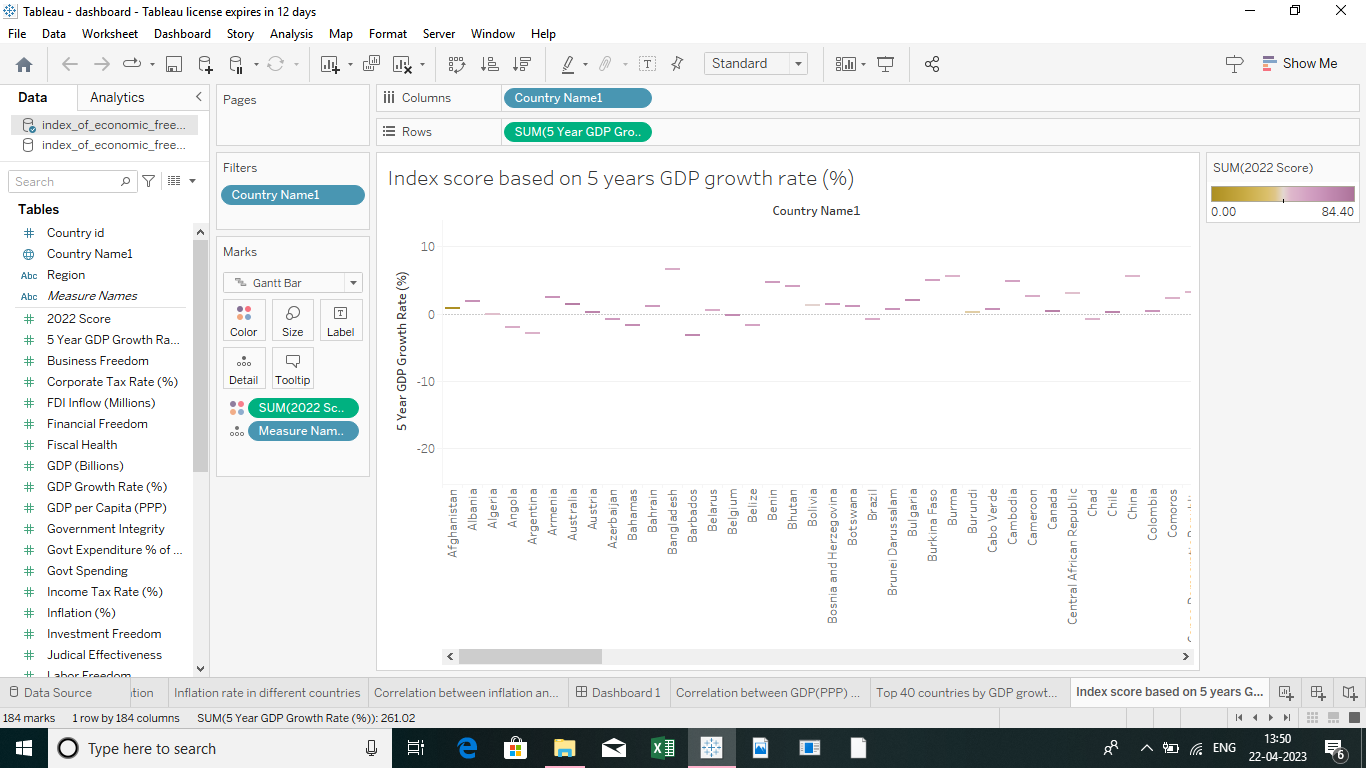 Tableau - dashboard - Tableau license expires in 12 days
File Data Worksheet Dashboard Story Analysis Map Format Server Window Help
Standard
Show Me
Data Analytics
index_of_economic_free...
index_of_economic_free...
Search
Tables
Country id
Abc Country Name1
Abc Region
Abc Measure Names
2022 Score
5 Year GDP Growth Ra...
Business Freedom
Corporate Tax Rate (%)
FDI Inflow (Millions)
Financial Freedom
Fiscal Health
GDP (Billions)
GDP Growth Rate (%)
GDP per Capita (PPP)
Government Integrity
Govt Expenditure % of ...
Govt Spending
Income Tax Rate (%)
Inflation (%)
Investment Freedom
Judical Effectiveness
Labor Freedom
Pages
Filters
Country Name1
Marks
Gantt Bar
Color Size Label
Detail Tooltip
SUM(2022 Sc..
Measure Nam..
Columns Country Name1
Rows SUM(5 Year GDP Gro..
Index score based on 5 years GDP growth rate (%)
Country Name1
5 Year GDP Growth Rate (%)
10
0
-10
-20
Afghanistan
Albania
Algeria
Angola
Argentina
Armenia
Australia
Austria
Azerbaijan
Bahamas
Bahrain
Bangladesh
Barbados
Belarus
Belgium
Belize
Benin
Bhutan
Bolivia
Bosnia and Herzegovina
Botswana
Brazil
Brunei Darussalam
Bulgaria
Burkina Faso
Burma
Burundi
Cabo Verde
Cambodia
Cameroon
Canada
Central African Republic
Chad
Chile
China
Colombia
Comoros
SUM(2022 Score)
0.00 84.40
Data Source
tion
Inflation rate in different countries
Correlation between inflation an...
Dashboard 1
Correlation between GDP(PPP) ...
Top 40 countries by GDP growt...
Index score based on 5 years G...
184 marks 1 row by 184 columns SUM(5 Year GDP Growth Rate (%)): 261.02
Type here to search
ENG
13:50
22-04-2023
6